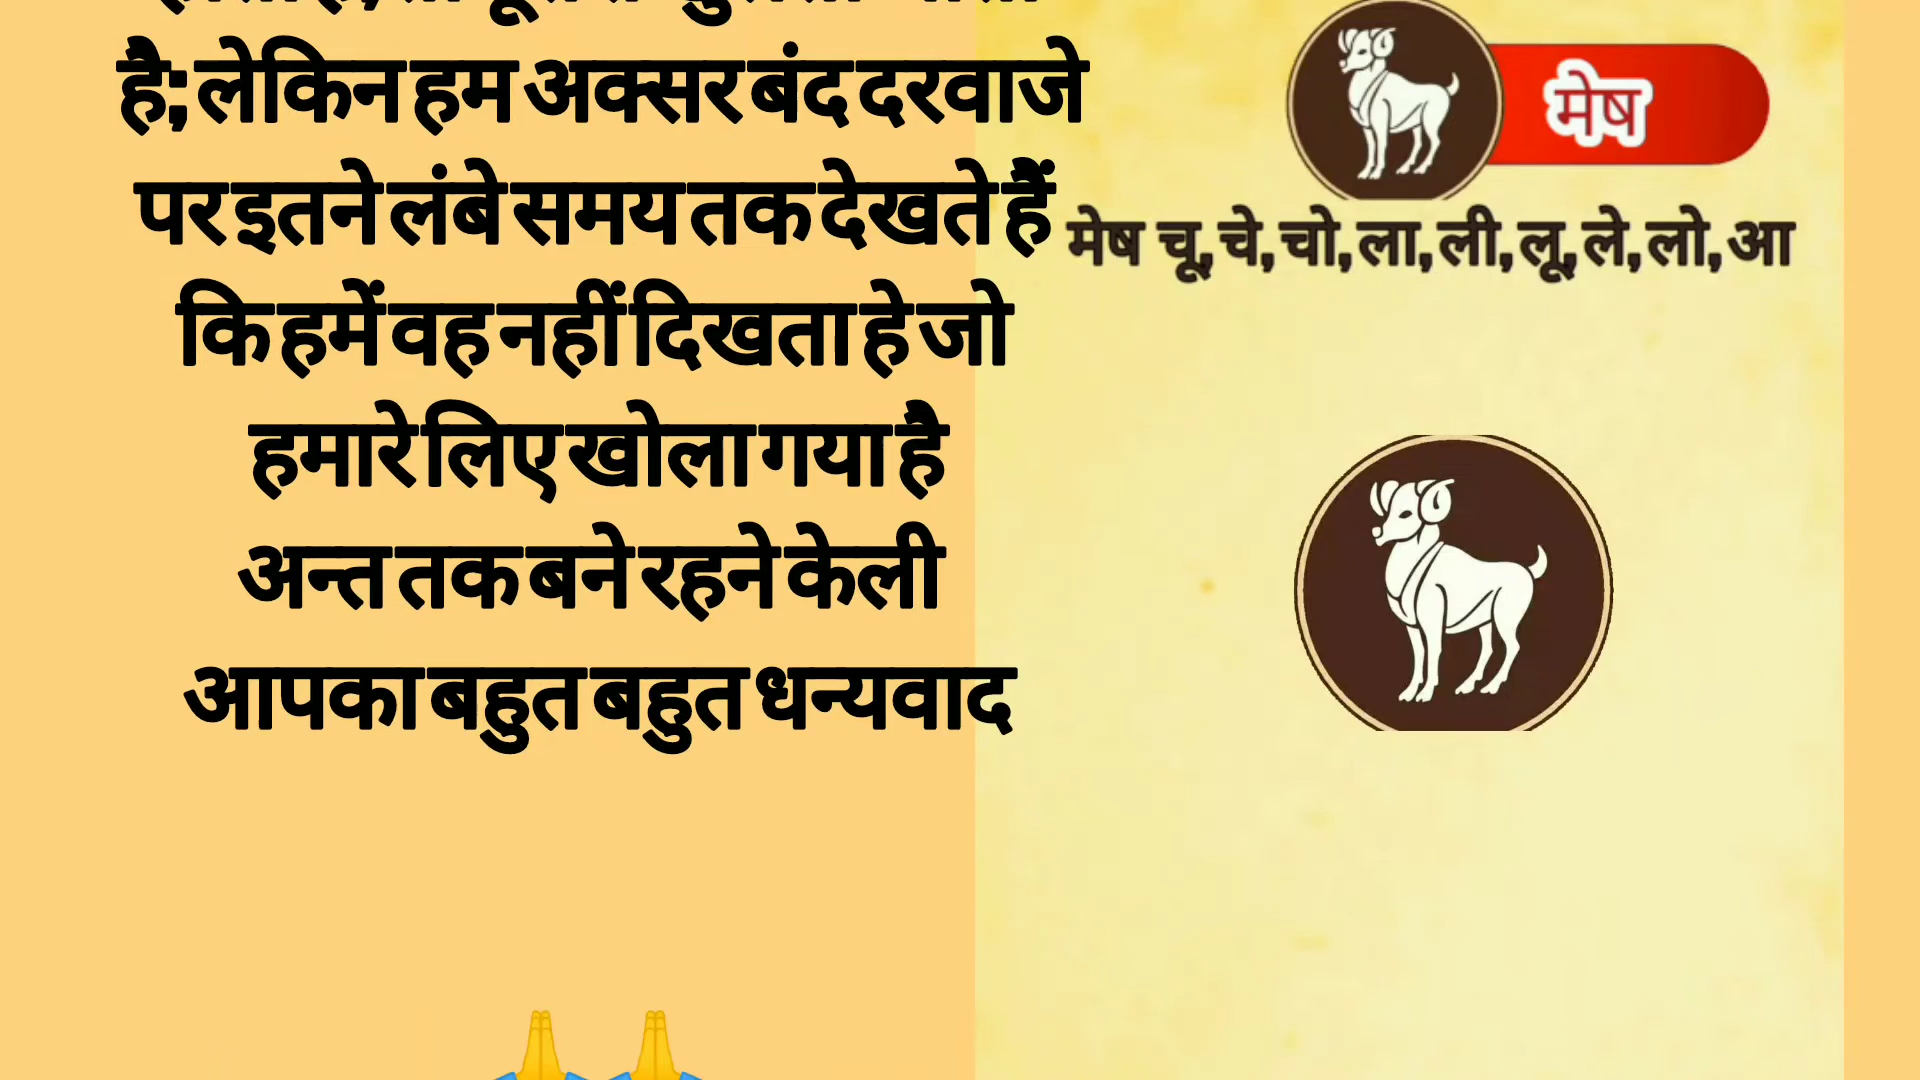 है; लेकिन हम अक्सर बंद दरवाजे
पर इतने लंबे समय तक देखते हैं
कि हमें वह नहीं दिखता हे जो
हमारे लिए खोला गया है
अन्त तक बने रहने केली
आपका बहुत बहुत धन्यवाद
मेष
मेष चू, चे, चो, ला, ली, लू, ले, लो, आ